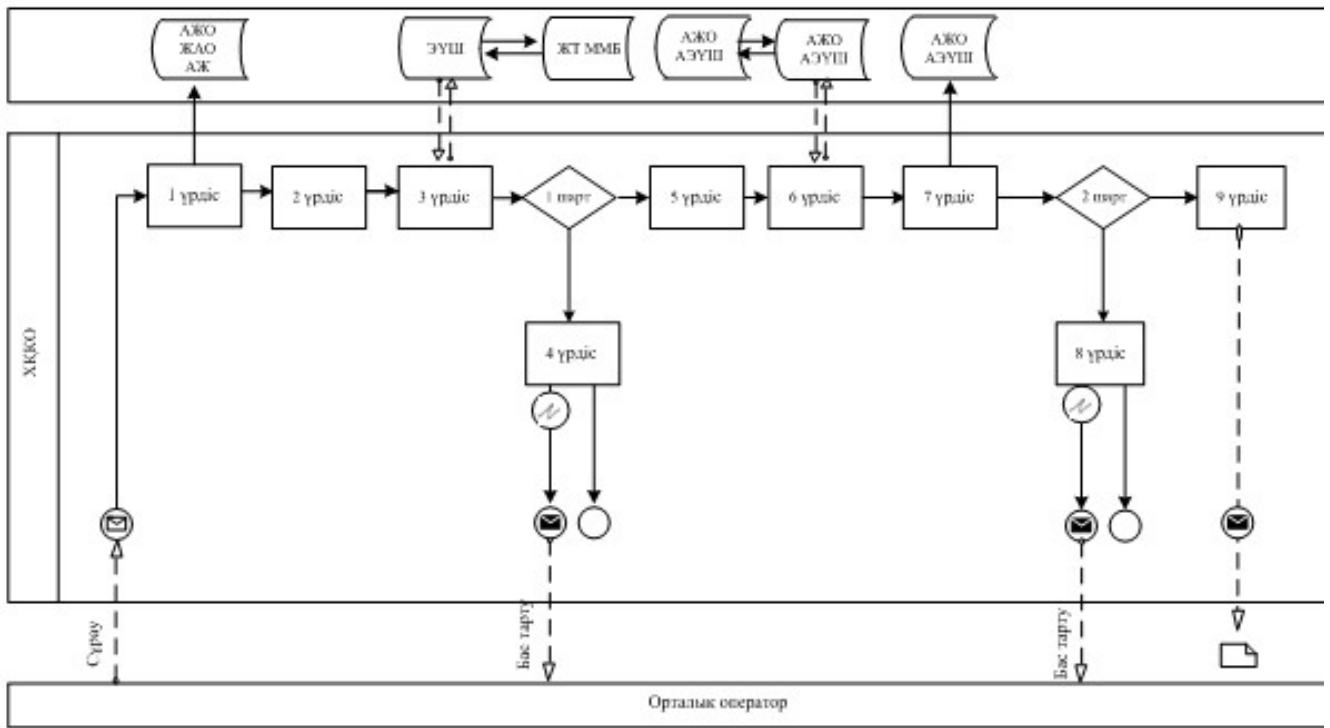 АЖО
ЖАО
АЖ
ЭҮШ
ЖТ ММБ
АЖО
АЭҮШ
АЖО
АЭҮШ
АЖО
АЭҮШ
ХҚКО
1 үрдіс
2 үрдіс
3 үрдіс
1 шарт
5 үрдіс
6 үрдіс
7 үрдіс
2 шарт
9 үрдіс
4 үрдіс
8 үрдіс
Сұрау
Бас тарту
Бас тарту
Орталык оператор